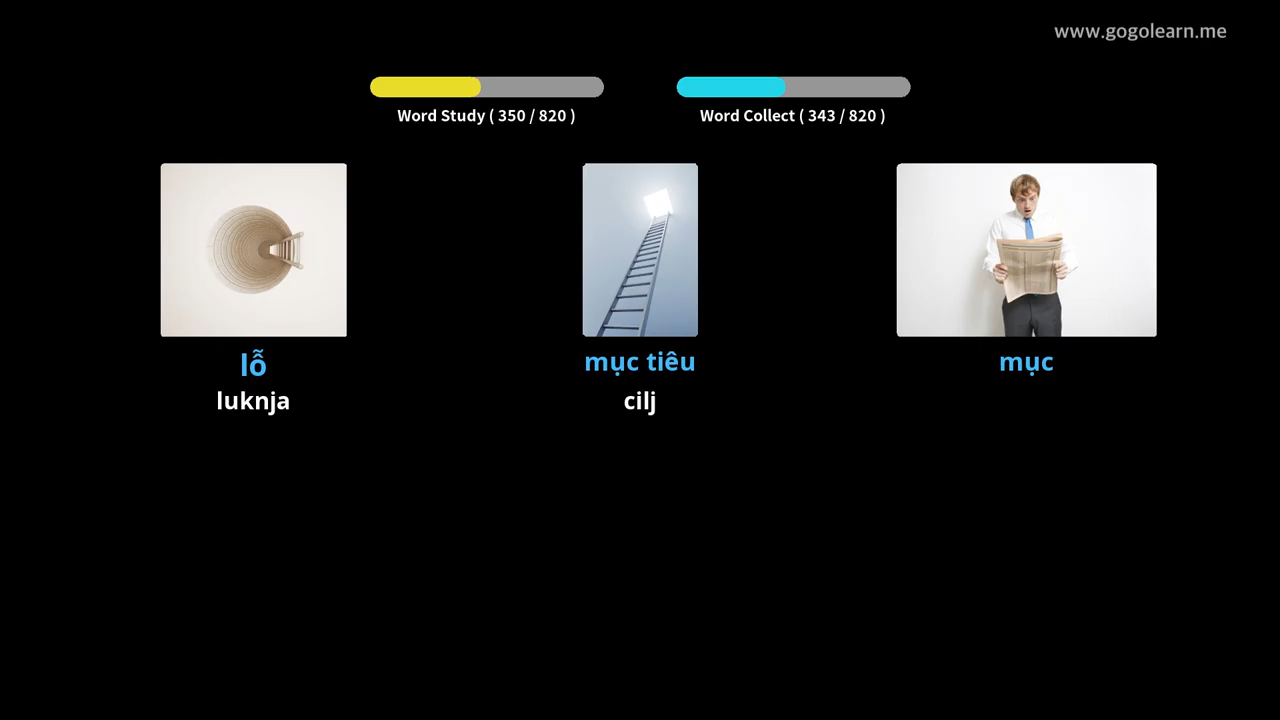 www.gogolearn.me
Word Study ( 350 / 820 )
Word Collect ( 343 / 820 )
lỗ
mục tiêu
mục
luknja
cilj